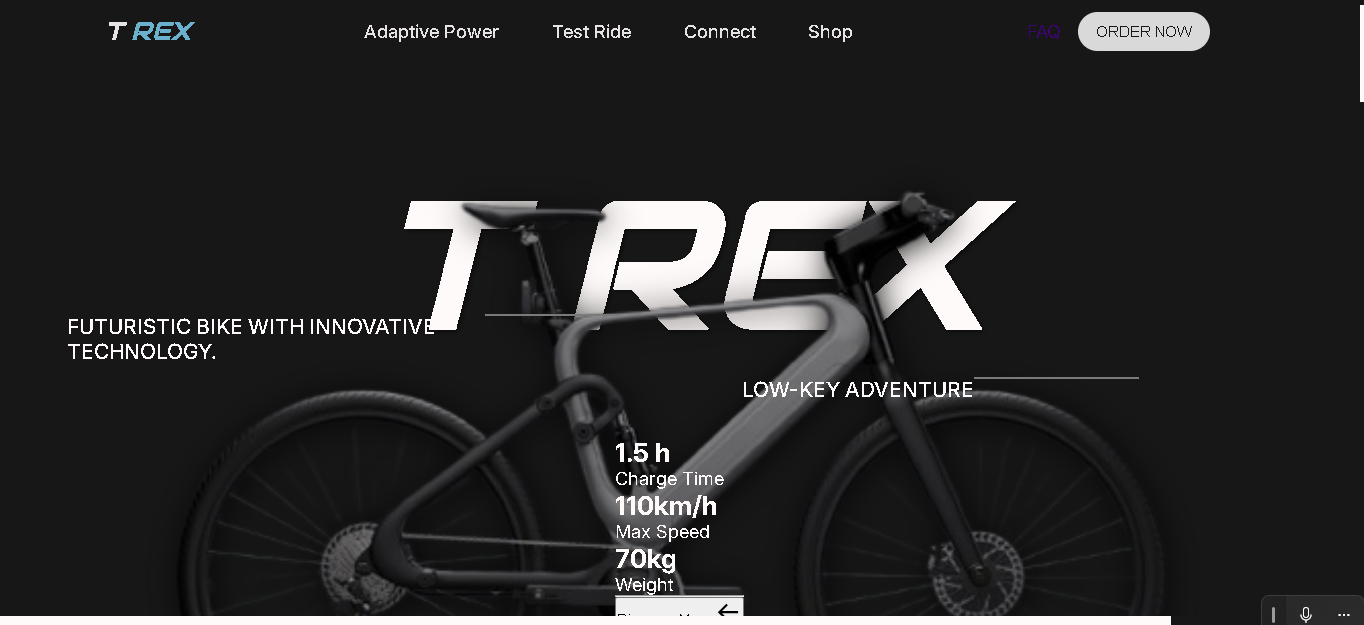 T REX
Adaptive Power
Test Ride
Connect
Shop
FAQ
ORDER NOW
T REX
FUTURISTIC BIKE WITH INNOVATIVE
TECHNOLOGY.
LOW-KEY ADVENTURE
1.5 h
Charge Time
110km/h
Max Speed
70kg
Weight